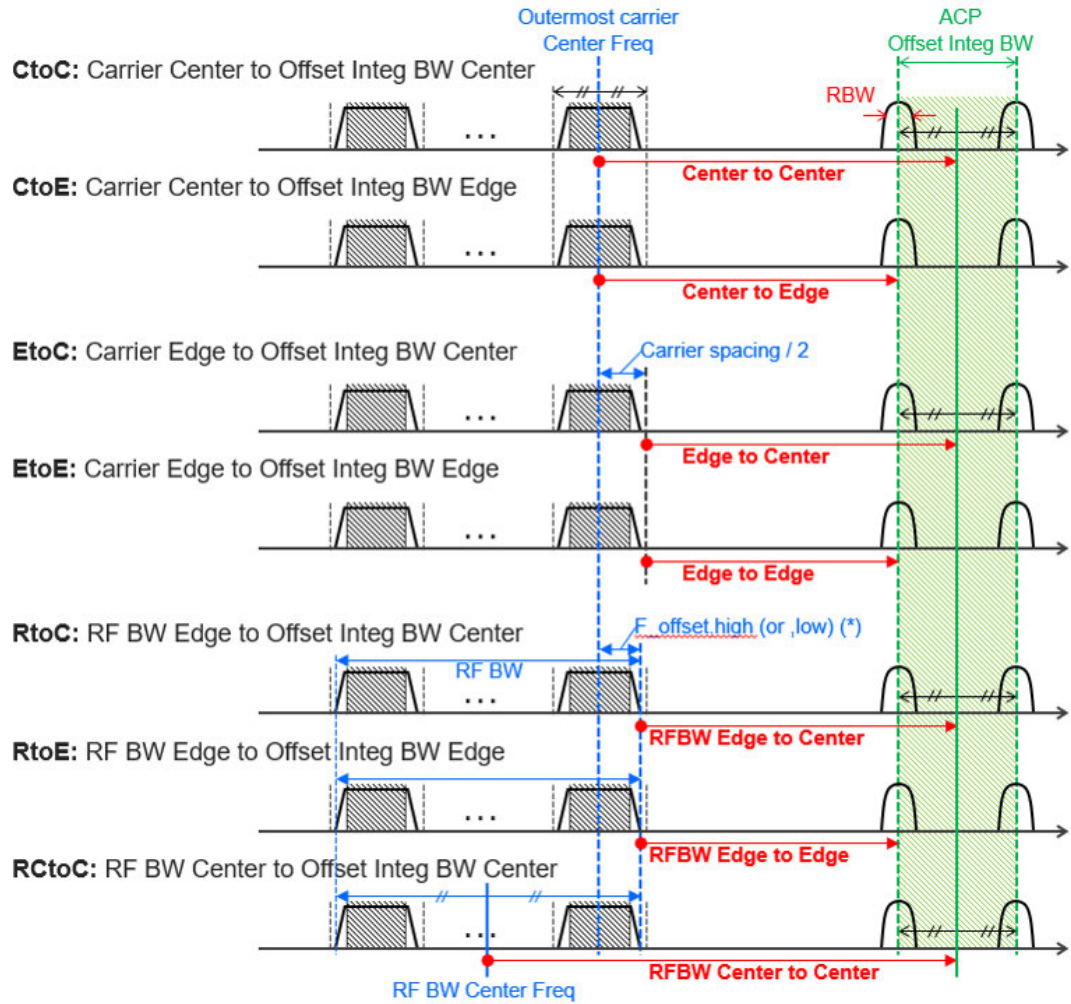 Outermost carrier
Center Freq
ACP
Offset Integ BW
CtoC: Carrier Center to Offset Integ BW Center
RBW
Center to Center
CtoE: Carrier Center to Offset Integ BW Edge
Center to Edge
EtoC: Carrier Edge to Offset Integ BW Center
Carrier spacing / 2
Edge to Center
EtoE: Carrier Edge to Offset Integ BW Edge
Edge to Edge
RtoC: RF BW Edge to Offset Integ BW Center
F_offset,high (or ,low) (*)
RF BW
RFBW Edge to Center
RtoE: RF BW Edge to Offset Integ BW Edge
RFBW Edge to Edge
RCtoC: RF BW Center to Offset Integ BW Center
RFBW Center to Center
RF BW Center Freq